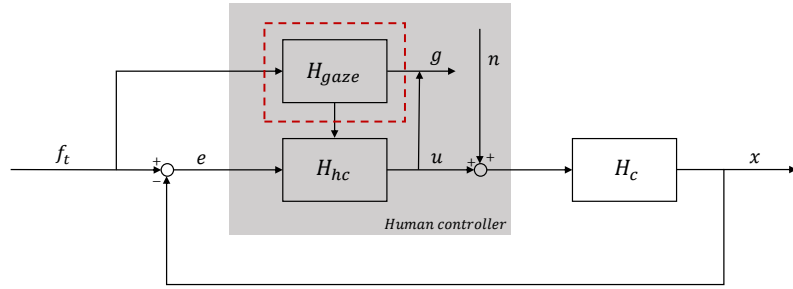 H_gaze
g
n
f_t
+
−
e
H_hc
u
+
+
H_c
x
Human controller